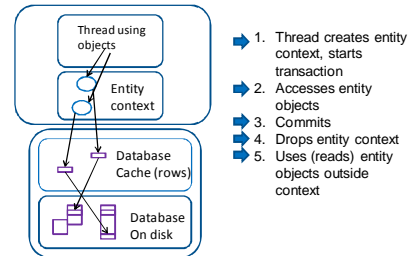 Thread using
objects
Entity
context
Database
Cache (rows)
Database
On disk
1. Thread creates entity
context, starts
transaction
2. Accesses entity
objects
3. Commits
4. Drops entity context
5. Uses (reads) entity
objects outside
context